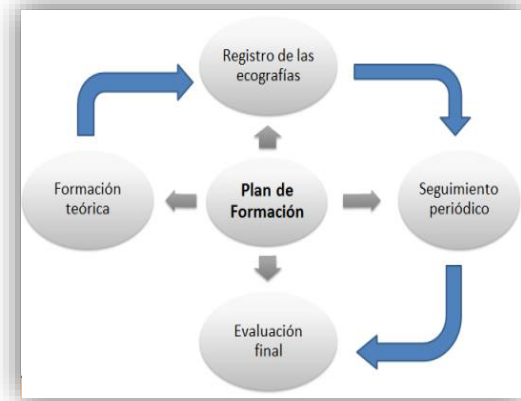 Registro de las
ecografías
Formación
teórica
Plan de
Formación
Seguimiento
periódico
Evaluación
final